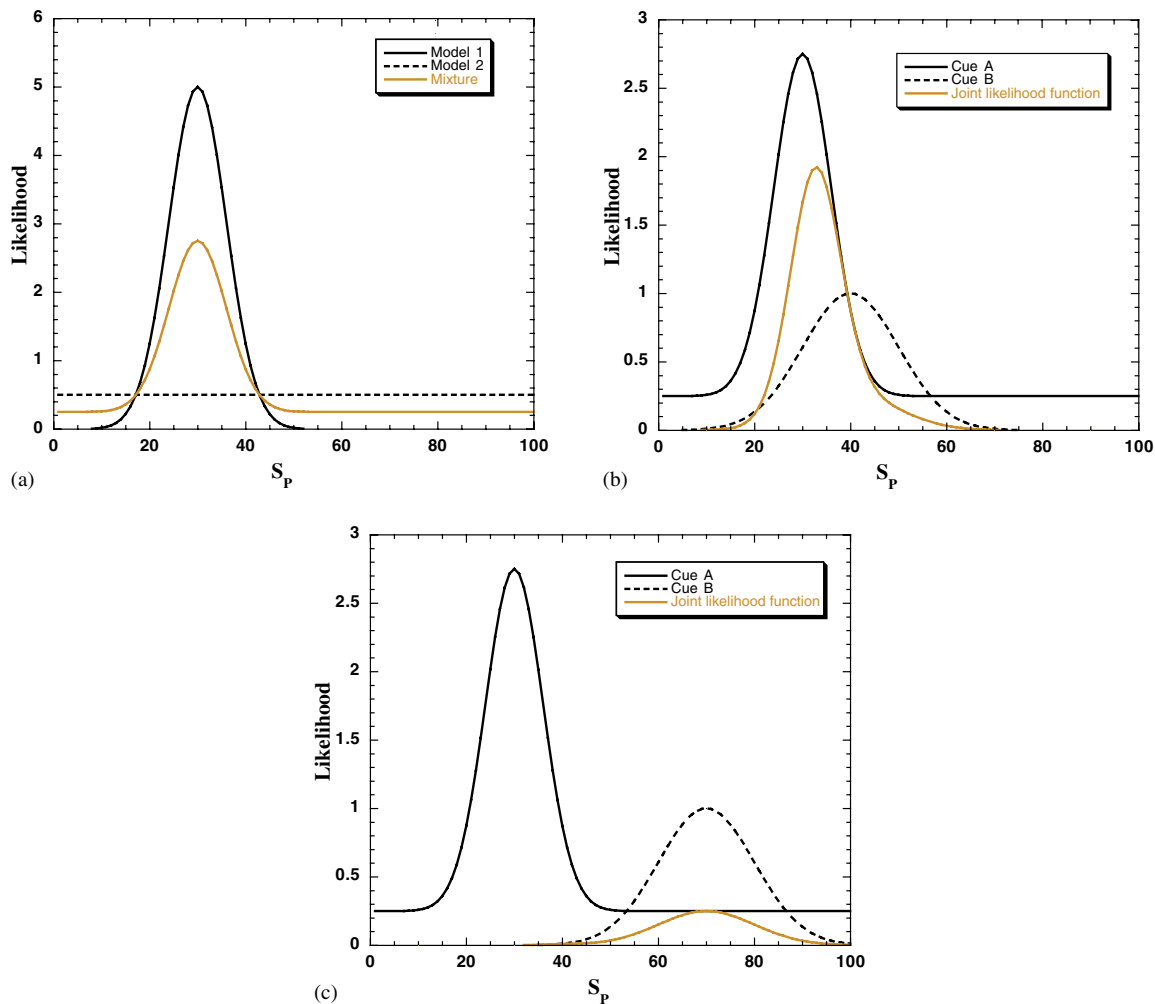 6
5
4
3
2
1
0
Likelihood
Model 1
Model 2
Mixture
0 20 40 60 80 100
S_P
(a)
3
2.5
2
1.5
1
0.5
0
Likelihood
Cue A
Cue B
Joint likelihood function
0 20 40 60 80 100
S_P
(b)
3
2.5
2
1.5
1
0.5
0
Likelihood
Cue A
Cue B
Joint likelihood function
0 20 40 60 80 100
S_P
(c)